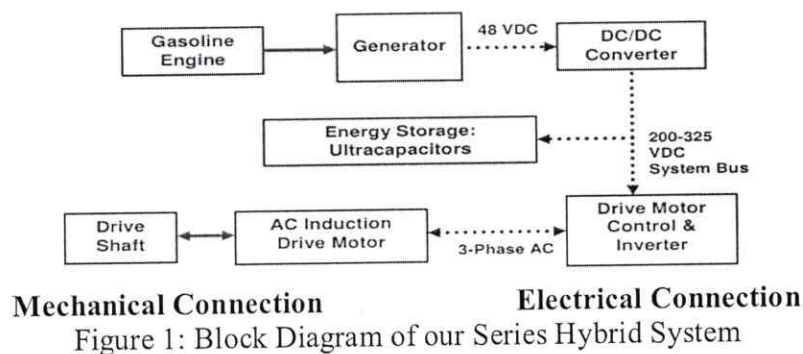 Gasoline
Engine
Generator
48 VDC
DC/DC
Converter
Energy Storage:
Ultracapacitors
200-325
VDC
System Bus
Drive
Shaft
AC Induction
Drive Motor
3-Phase AC
Drive Motor
Control &
Inverter
Mechanical Connection
Electrical Connection
Figure 1: Block Diagram of our Series Hybrid System